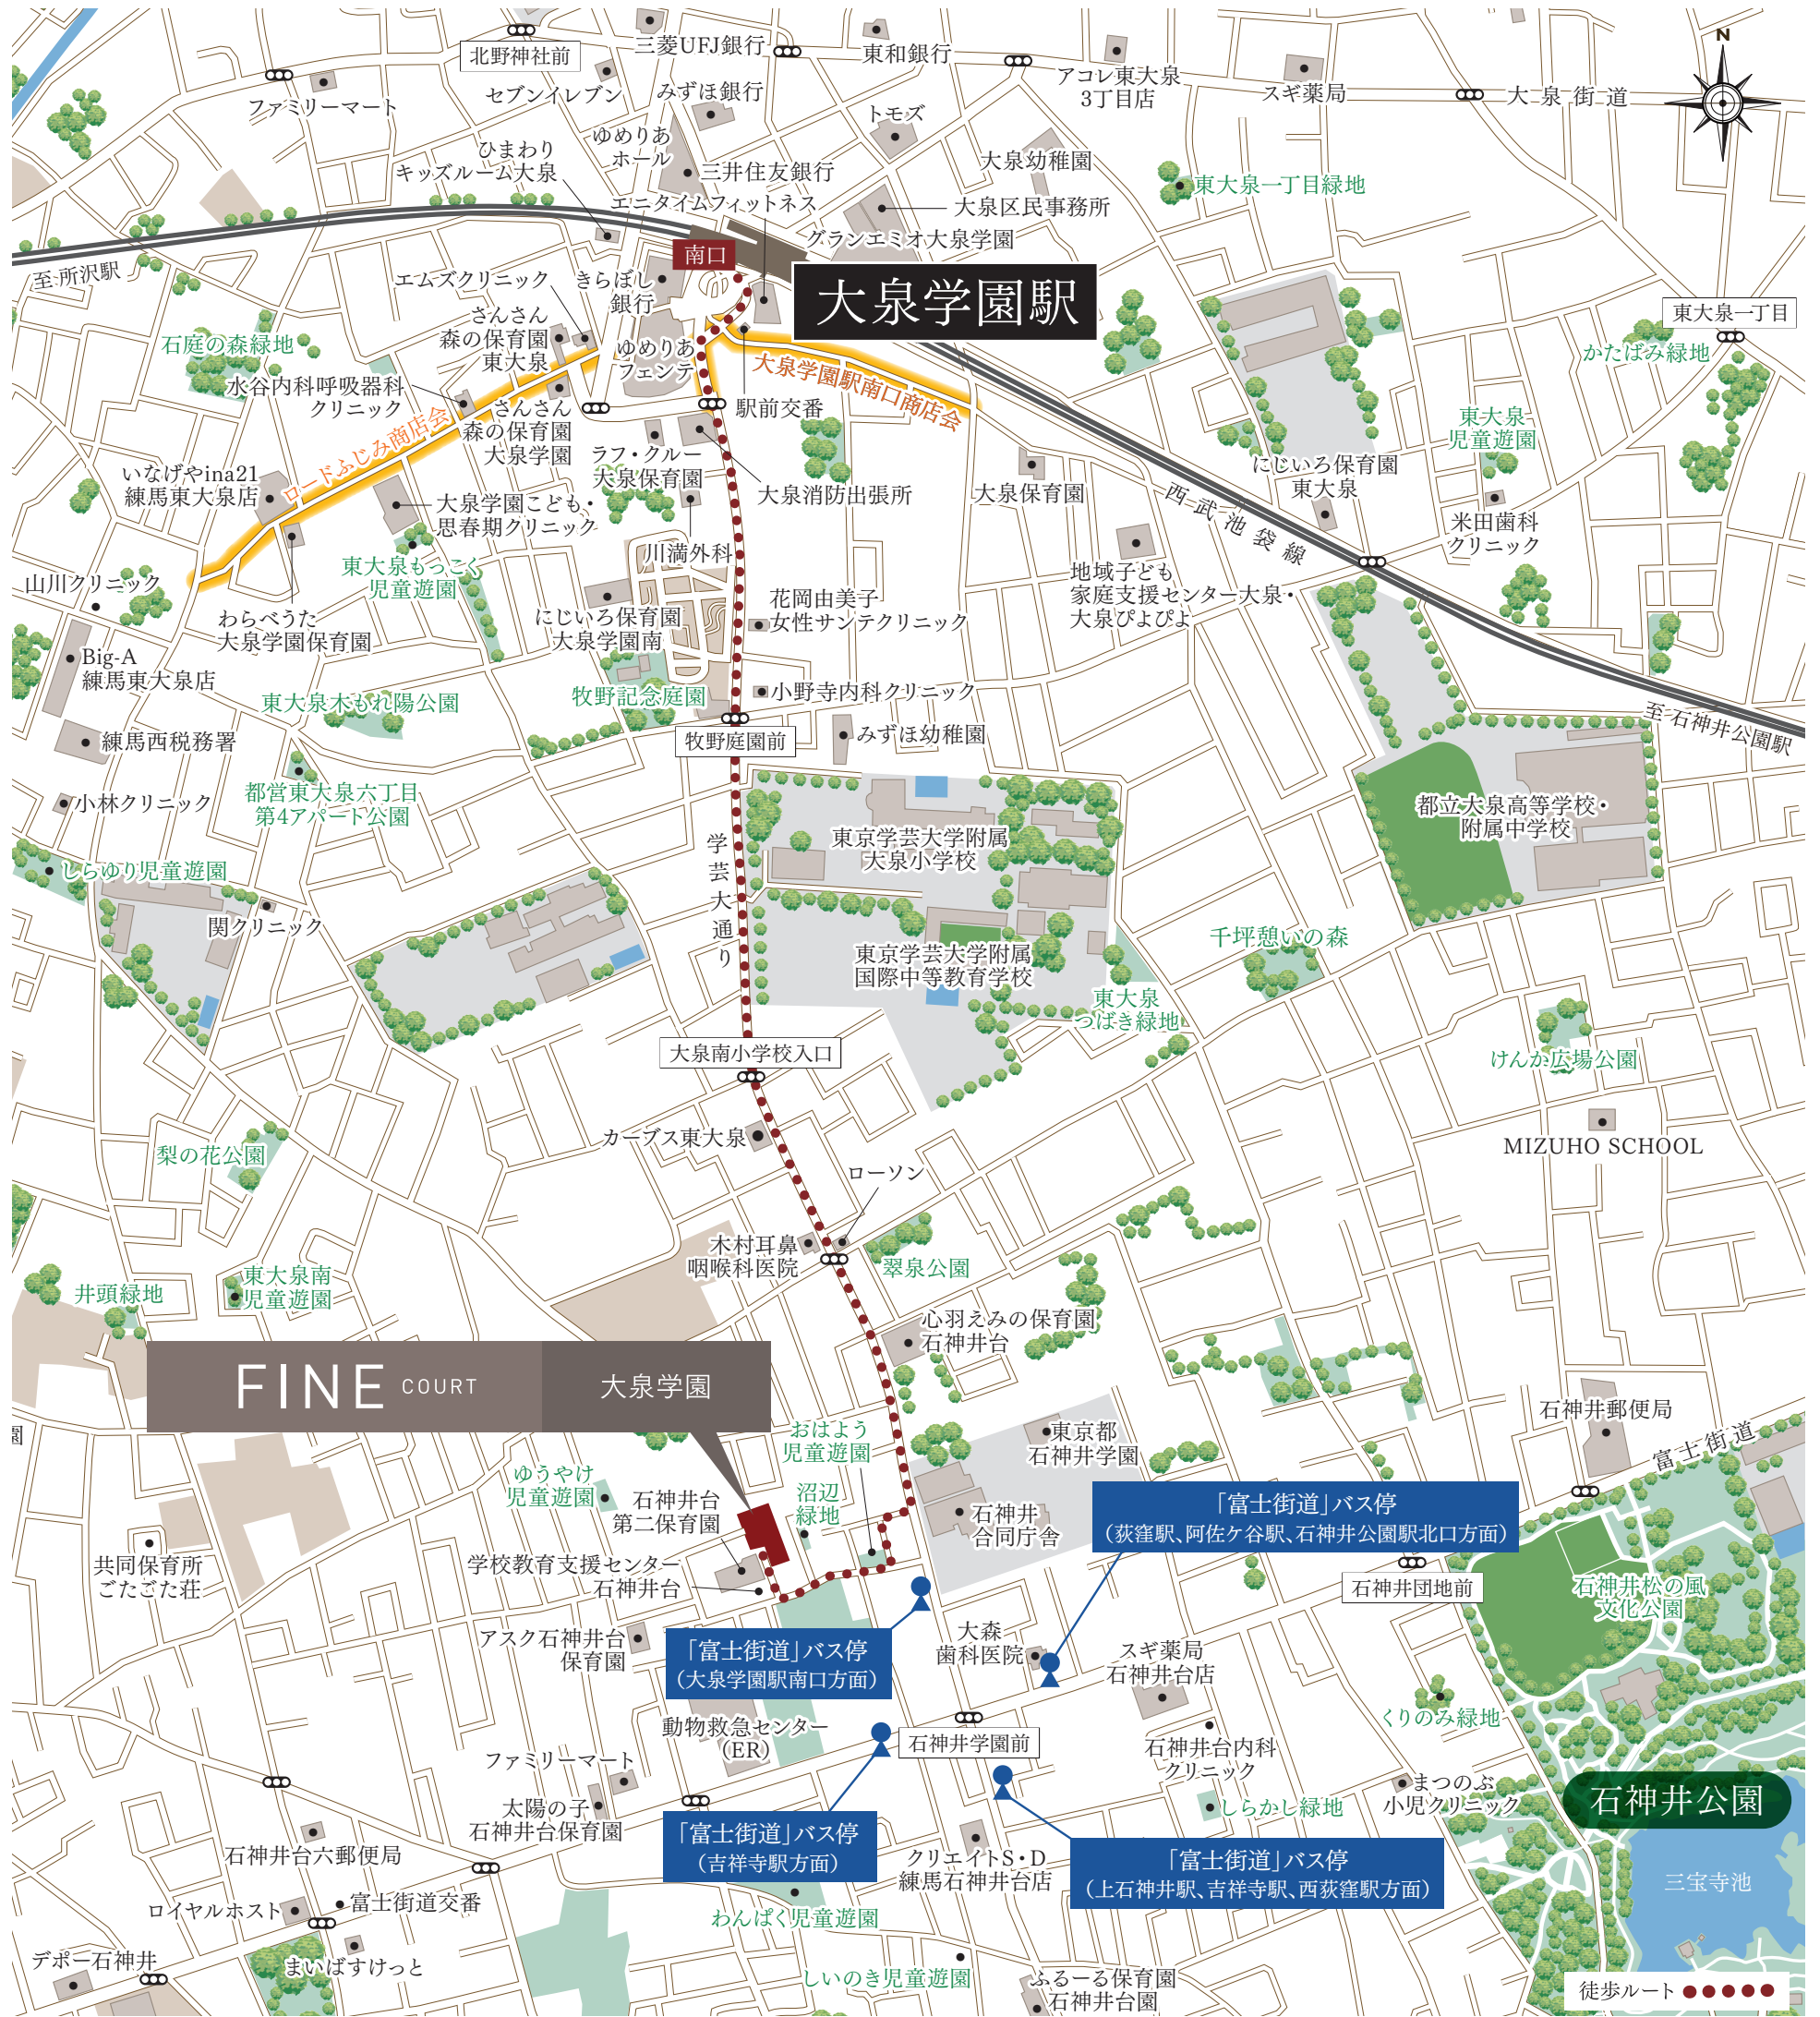 N
北野神社前
三菱UFJ銀行
東和銀行
アコレ東大泉
3丁目店
スギ薬局
大泉街道
ファミリーマート
セブンイレブン
みずほ銀行
トモズ
ゆめりあ
ホール
ひまわり
キッズルーム大泉
三井住友銀行
大泉幼稚園
東大泉一丁目緑地
エニタイムフィットネス
大泉区民事務所
グランエミオ大泉学園
南口
大泉学園駅
至 所沢駅
エムズクリニック
きらぼし
銀行
さんさん
森の保育園
東大泉
石庭の森緑地
ゆめりあ
フェンテ
大泉学園駅南口商店会
東大泉一丁目
かたばみ緑地
水谷内科呼吸器科
クリニック
ロードふじみ商店会
さんさん
森の保育園
大泉学園
駅前交番
東大泉
児童遊園
ラフ・クルー
大泉保育園
いなげやina21
練馬東大泉店
大泉学園こども・
思春期クリニック
大泉消防出張所
大泉保育園
西武池袋線
にじいろ保育園
東大泉
米田歯科
クリニック
川満外科
山川クリニック
東大泉もっこく
児童遊園
地域子ども
家庭支援センター大泉・
大泉ぴよぴよ
わらべうた
大泉学園保育園
にじいろ保育園
大泉学園南
花岡由美子
女性サンテクリニック
Big-A
練馬東大泉店
東大泉木もれ陽公園
牧野記念庭園
小野寺内科クリニック
練馬西税務署
牧野庭園前
みずほ幼稚園
至 石神井公園駅
小林クリニック
都営東大泉六丁目
第4アパート公園
学芸大通り
東京学芸大学附属
大泉小学校
都立大泉高等学校・
附属中学校
しらゆり児童遊園
関クリニック
東京学芸大学附属
国際中等教育学校
千坪憩いの森
東大泉
つばき緑地
大泉南小学校入口
けんか広場公園
カーブス東大泉
MIZUHO SCHOOL
梨の花公園
ローソン
木村耳鼻
咽喉科医院
翠泉公園
井頭緑地
東大泉南
児童遊園
心羽えみの保育園
石神井台
FINE COURT 大泉学園
園
おはよう
児童遊園
東京都
石神井学園
石神井郵便局
富士街道
ゆうやけ
児童遊園
石神井台
第二保育園
沼辺
緑地
石神井
合同庁舎
「富士街道」バス停
（荻窪駅、阿佐ケ谷駅、石神井公園駅北口方面）
共同保育所
ごたごた荘
学校教育支援センター
石神井台
石神井団地前
石神井松の風
文化公園
アスク石神井台
保育園
「富士街道」バス停
（大泉学園駅南口方面）
大森
歯科医院
スギ薬局
石神井台店
動物救急センター
（ER）
石神井学園前
くりのみ緑地
ファミリーマート
石神井台内科
クリニック
まつのぶ
小児クリニック
石神井公園
太陽の子
石神井台保育園
「富士街道」バス停
（吉祥寺駅方面）
しらかし緑地
石神井台六郵便局
クリエイトS・D
練馬石神井台店
「富士街道」バス停
（上石神井駅、吉祥寺駅、西荻窪駅方面）
三宝寺池
ロイヤルホスト
富士街道交番
わんぱく児童遊園
デポー石神井
まいばすけっと
しいのき児童遊園
ふるーる保育園
石神井台園
徒歩ルート